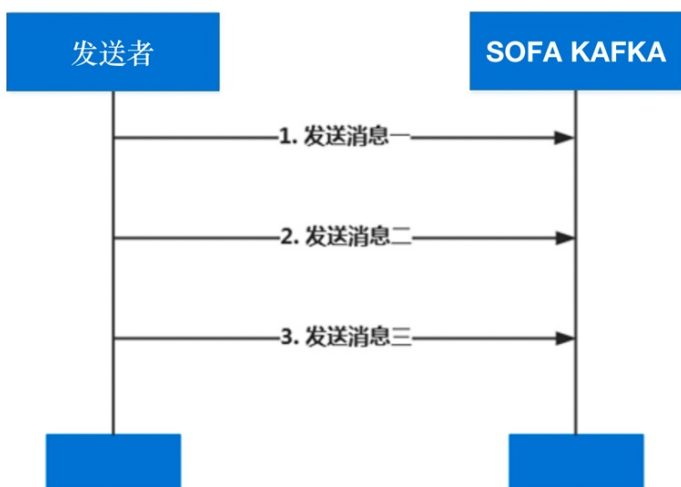 发送者
SOFA KAFKA
1. 发送消息一
2. 发送消息二
3. 发送消息三